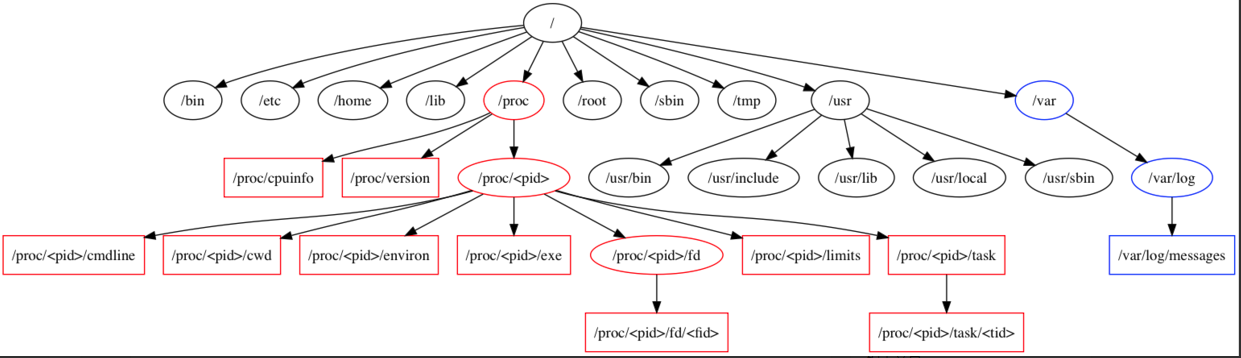 /
/bin
/etc
/home
/lib
/proc
/root
/sbin
/tmp
/usr
/var
/proc/cpuinfo
/proc/version
/proc/<pid>
/usr/bin
/usr/include
/usr/lib
/usr/local
/usr/sbin
/var/log
/proc/<pid>/cmdline
/proc/<pid>/cwd
/proc/<pid>/environ
/proc/<pid>/exe
/proc/<pid>/fd
/proc/<pid>/limits
/proc/<pid>/task
/var/log/messages
/proc/<pid>/fd/<fid>
/proc/<pid>/task/<tid>